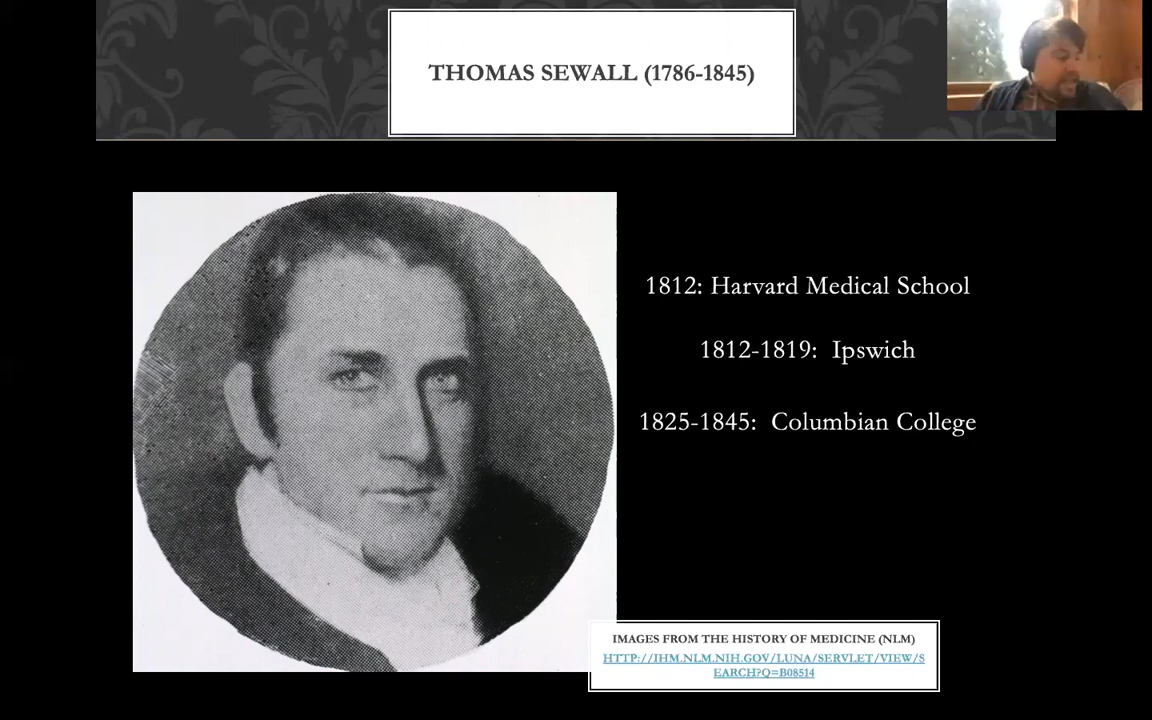 THOMAS SEWALL (1786-1845)
1812: Harvard Medical School
1812-1819: Ipswich
1825-1845: Columbian College
IMAGES FROM THE HISTORY OF MEDICINE (NLM)
HTTP://IHM.NLM.NIH.GOV/LUNA/SERVLET/VIEW/S
EARCH?Q=B08514